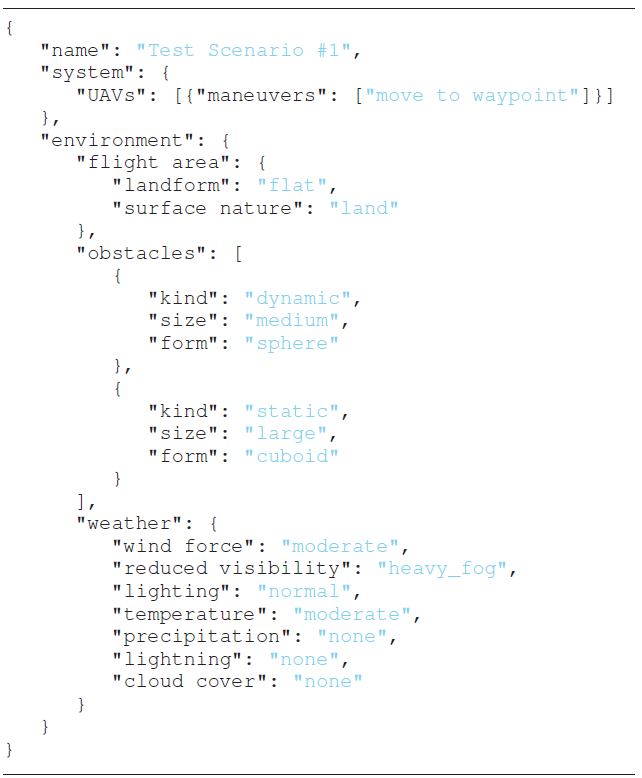 {
   "name": "Test Scenario #1",
   "system": {
      "UAVs": [{"maneuvers": ["move to waypoint"]}]
   },
   "environment": {
      "flight area": {
         "landform": "flat",
         "surface nature": "land"
      },
      "obstacles": [
         {
            "kind": "dynamic",
            "size": "medium",
            "form": "sphere"
         },
         {
            "kind": "static",
            "size": "large",
            "form": "cuboid"
         }
      ],
      "weather": {
         "wind force": "moderate",
         "reduced visibility": "heavy_fog",
         "lighting": "normal",
         "temperature": "moderate",
         "precipitation": "none",
         "lightning": "none",
         "cloud cover": "none"
      }
   }
}